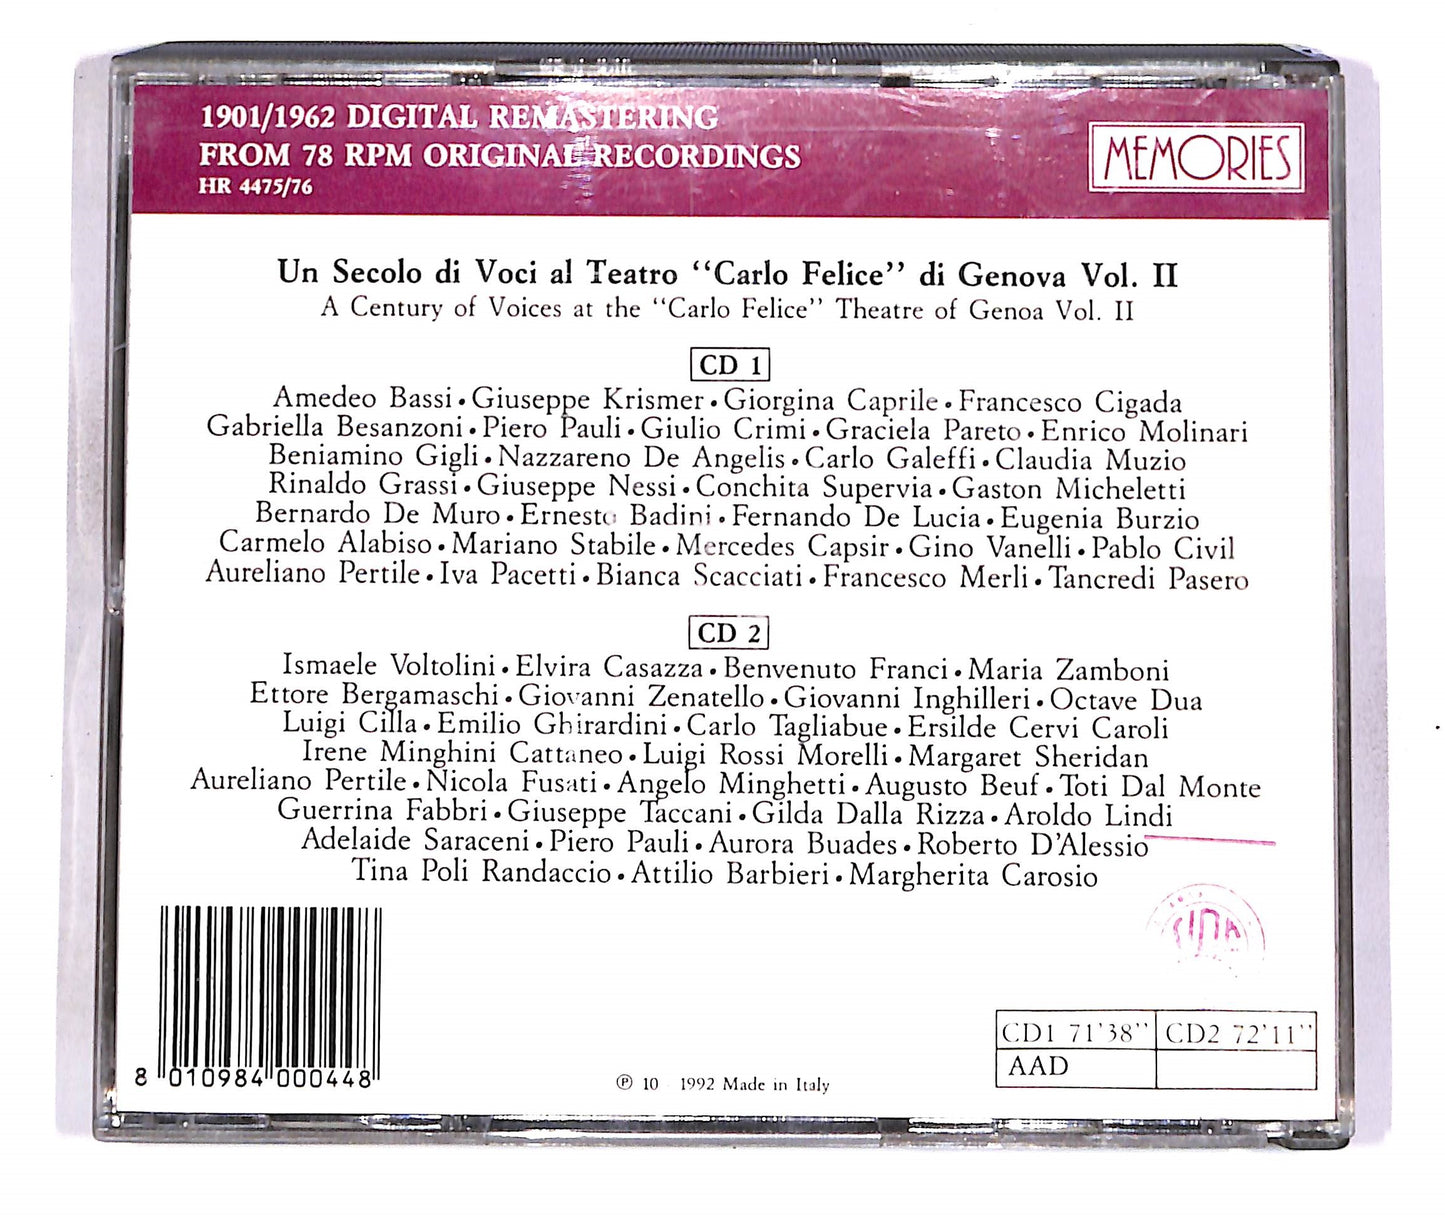 1901/1962 DIGITAL REMASTERING
FROM 78 RPM ORIGINAL RECORDINGS
HR 4475/76
MEMORIES
Un Secolo di Voci al Teatro “Carlo Felice” di Genova Vol. II
A Century of Voices at the “Carlo Felice” Theatre of Genoa Vol. II
CD 1
Amedeo Bassi • Giuseppe Krismer • Giorgina Caprile • Francesco Cigada
Gabriella Besanzoni • Piero Pauli • Giulio Crimi • Graciela Pareto • Enrico Molinari
Beniamino Gigli • Nazzareno De Angelis • Carlo Galeffi • Claudia Muzio
Rinaldo Grassi • Giuseppe Nessi • Conchita Supervia • Gaston Micheletti
Bernardo De Muro • Ernesto Badini • Fernando De Lucia • Eugenia Burzio
Carmelo Alabiso • Mariano Stabile • Mercedes Capsir • Gino Vanelli • Pablo Civil
Aureliano Pertile • Iva Pacetti • Bianca Scacciati • Francesco Merli • Tancredi Pasero
CD 2
Ismaele Voltolini • Elvira Casazza • Benvenuto Franci • Maria Zamboni
Ettore Bergamaschi • Giovanni Zenatello • Giovanni Inghilleri • Octave Dua
Luigi Cilla • Emilio Ghirardini • Carlo Tagliabue • Ersilde Cervi Caroli
Irene Minghini Cattaneo • Luigi Rossi Morelli • Margaret Sheridan
Aureliano Pertile • Nicola Fusati • Angelo Minghetti • Augusto Beuf • Toti Dal Monte
Guerrina Fabbri • Giuseppe Taccani • Gilda Dalla Rizza • Aroldo Lindi
Adelaide Saraceni • Piero Pauli • Aurora Buades • Roberto D'Alessio
Tina Poli Randaccio • Attilio Barbieri • Margherita Carosio
8 010984 000448
℗ 10 1992 Made in Italy
CD1 71'38'' CD2 72'11''
AAD